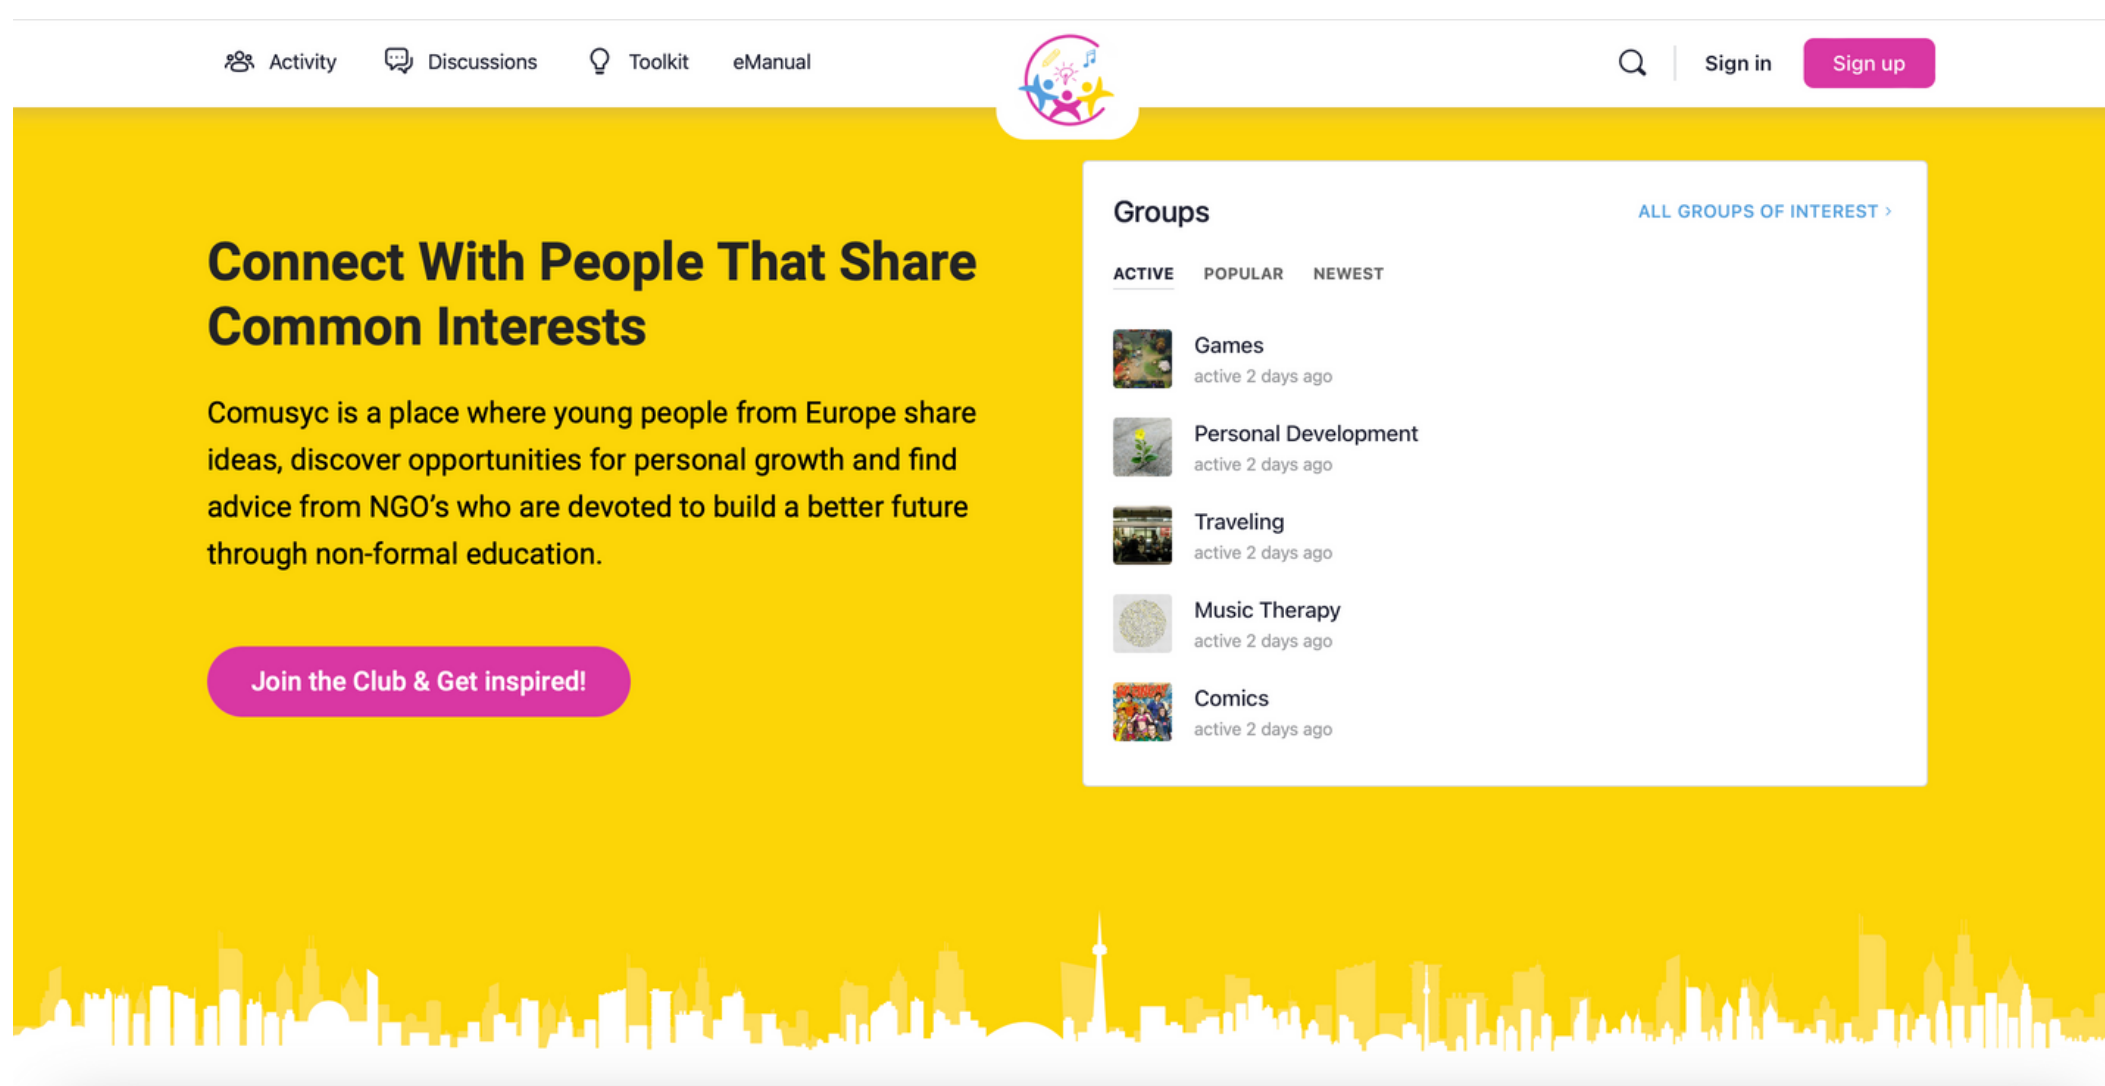 Activity
Discussions
Toolkit
eManual
Sign in
Sign up
Connect With People That Share
Common Interests
Comusyc is a place where young people from Europe share
ideas, discover opportunities for personal growth and find
advice from NGO’s who are devoted to build a better future
through non-formal education.
Join the Club & Get inspired!
Groups
ALL GROUPS OF INTEREST ›
ACTIVE
POPULAR
NEWEST
Games
active 2 days ago
Personal Development
active 2 days ago
Traveling
active 2 days ago
Music Therapy
active 2 days ago
Comics
active 2 days ago